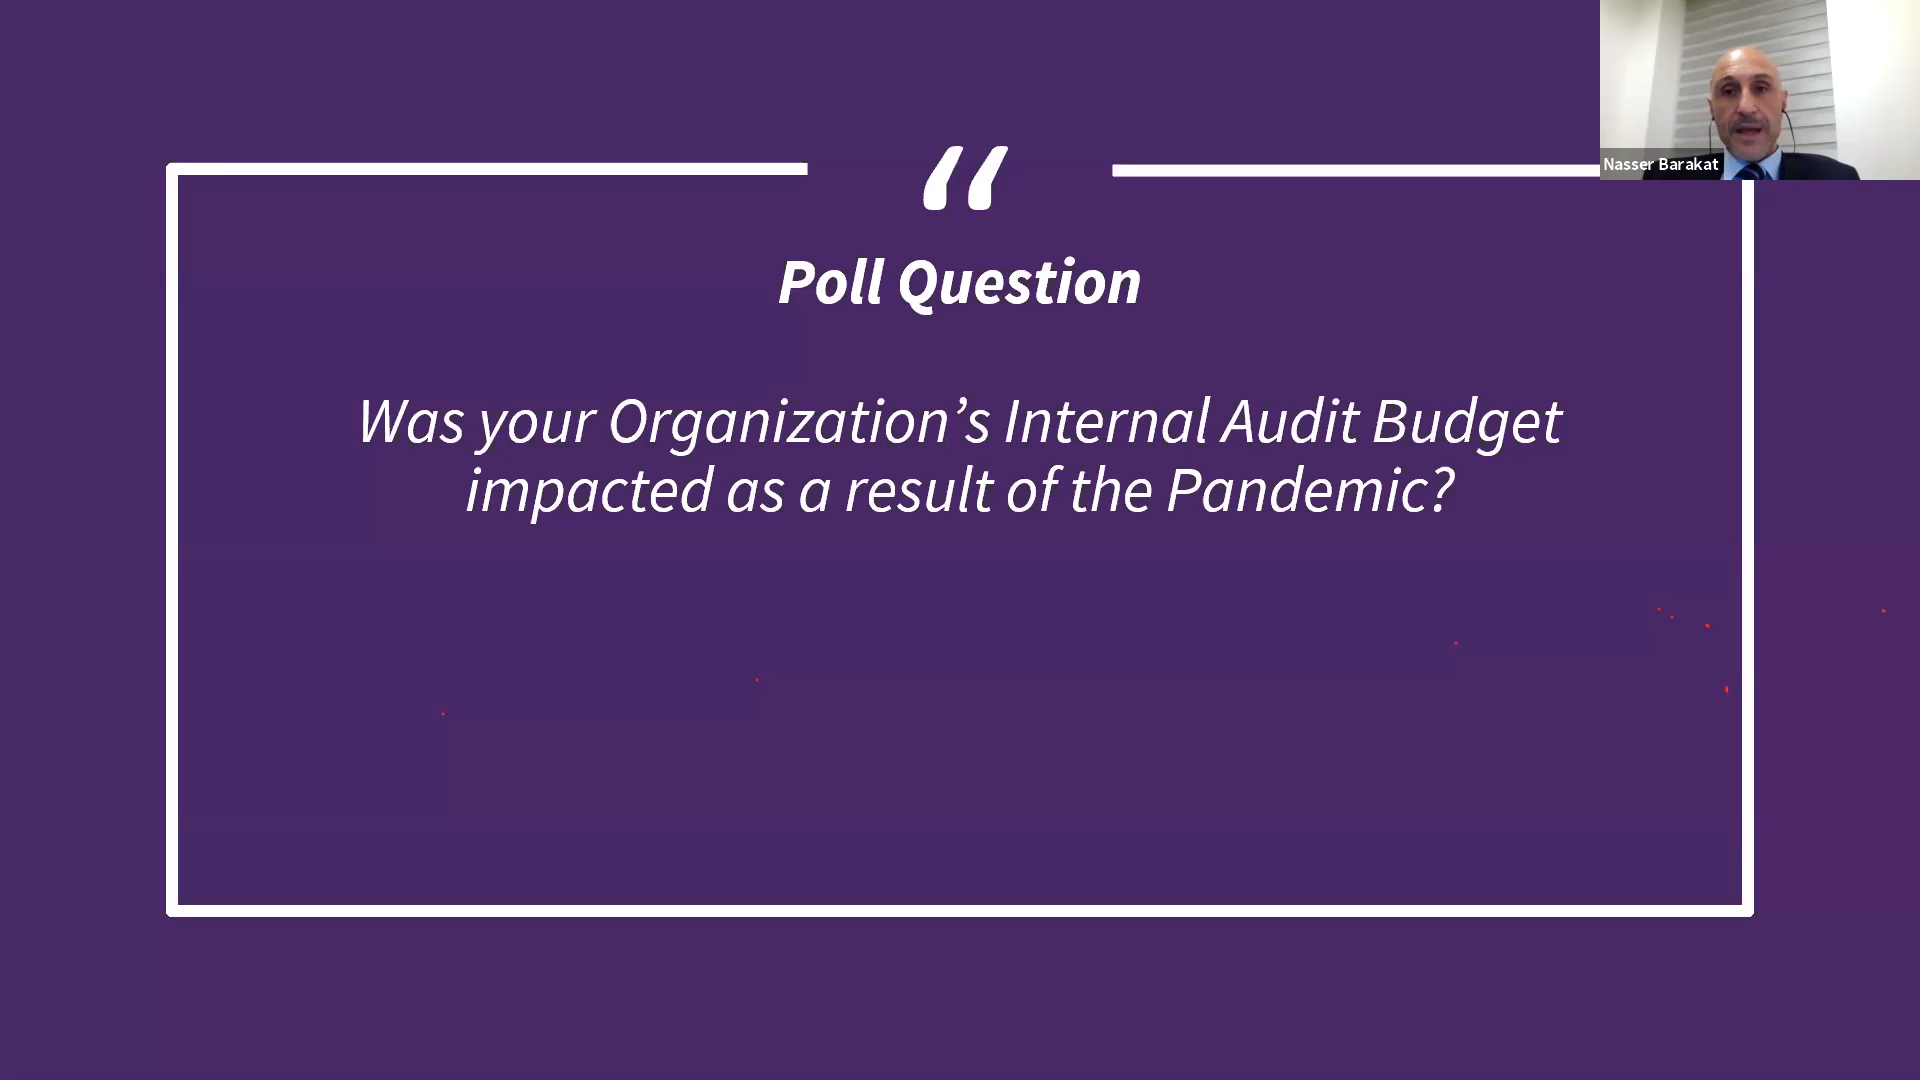 “
Poll Question
Was your Organization’s Internal Audit Budget
impacted as a result of the Pandemic?
Nasser Barakat